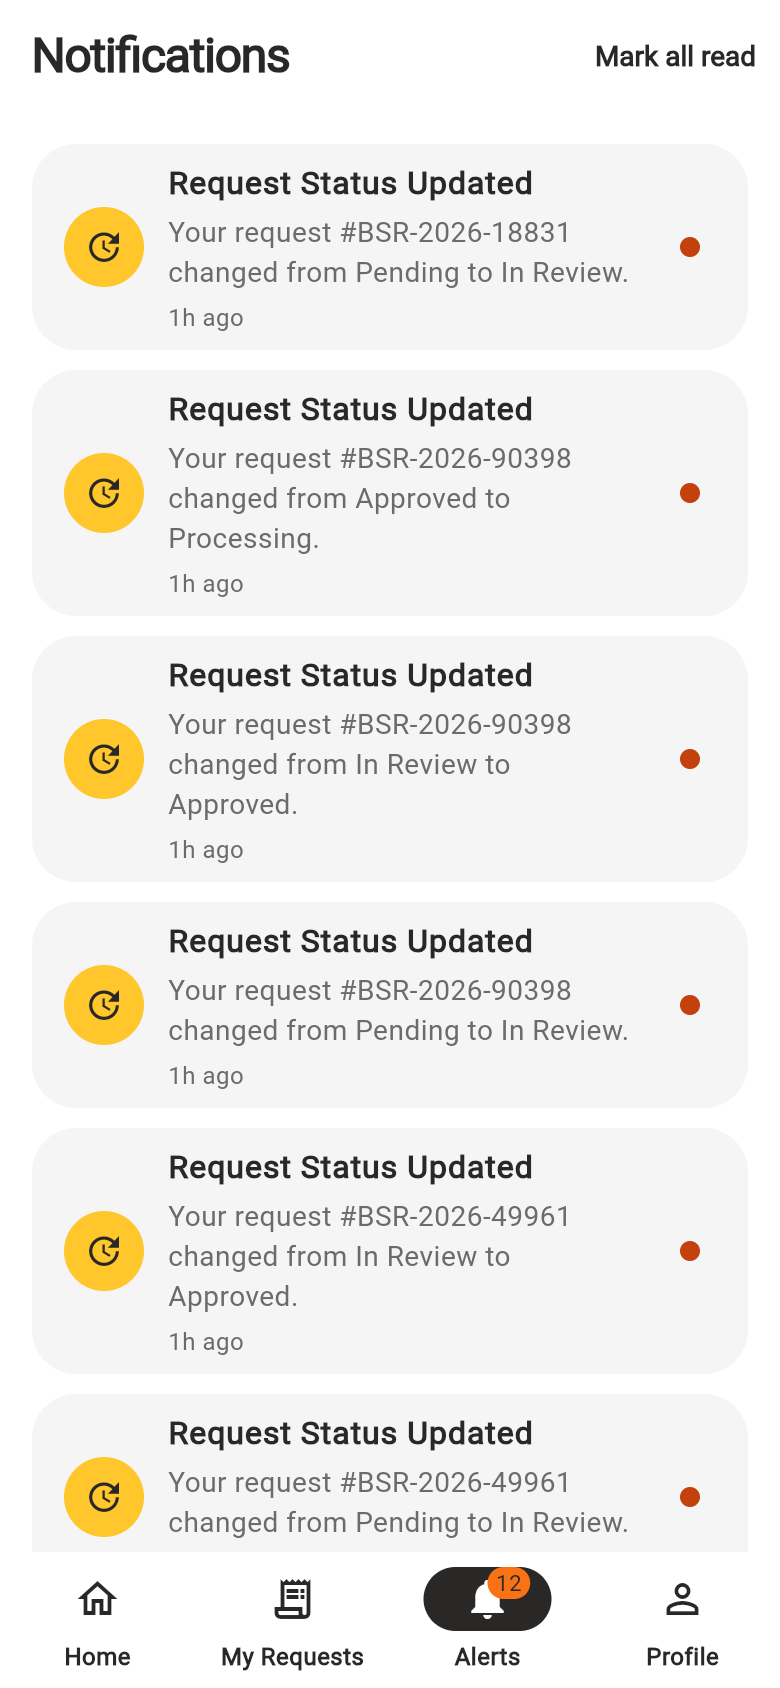 Notifications
Mark all read
Request Status Updated
Your request #BSR-2026-18831
changed from Pending to In Review.
1h ago
Request Status Updated
Your request #BSR-2026-90398
changed from Approved to
Processing.
1h ago
Request Status Updated
Your request #BSR-2026-90398
changed from In Review to
Approved.
1h ago
Request Status Updated
Your request #BSR-2026-90398
changed from Pending to In Review.
1h ago
Request Status Updated
Your request #BSR-2026-49961
changed from In Review to
Approved.
1h ago
Request Status Updated
Your request #BSR-2026-49961
changed from Pending to In Review.
12
Home
My Requests
Alerts
Profile